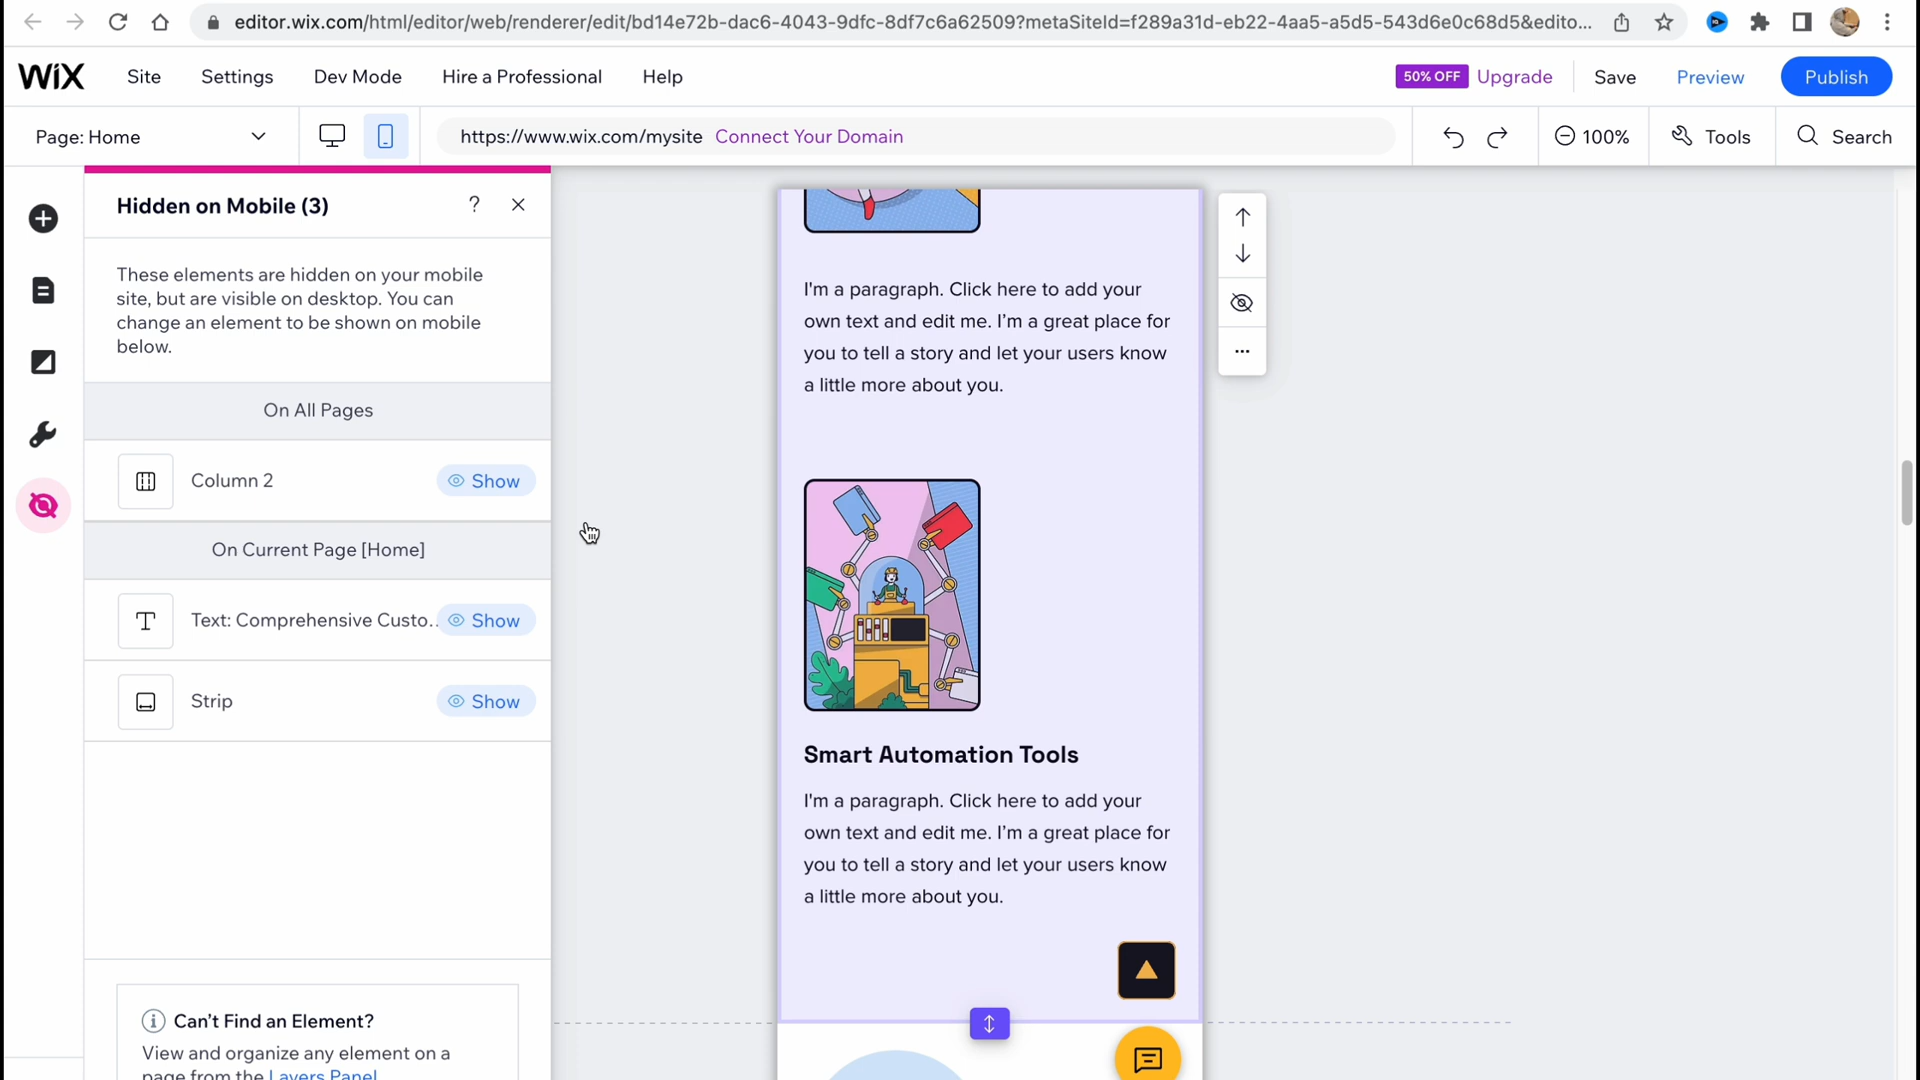 editor.wix.com/html/editor/web/renderer/edit/bd14e72b-dac6-4043-9dfc-8df7c6a62509?metaSiteId=f289a31d-eb22-4aa5-a5d5-543d6e0c68d5&edito...
WiX Site Settings Dev Mode Hire a Professional Help 50% OFF Upgrade Save Preview Publish
Page: Home https://www.wix.com/mysite Connect Your Domain 100% Tools Search
Hidden on Mobile (3) ?
These elements are hidden on your mobile
site, but are visible on desktop. You can
change an element to be shown on mobile
below.
On All Pages
Column 2 Show
On Current Page [Home]
Text: Comprehensive Custo... Show
Strip Show
Can't Find an Element?
View and organize any element on a
page from the Layers Panel
I'm a paragraph. Click here to add your
own text and edit me. I'm a great place for
you to tell a story and let your users know
a little more about you.
Smart Automation Tools
I'm a paragraph. Click here to add your
own text and edit me. I'm a great place for
you to tell a story and let your users know
a little more about you.